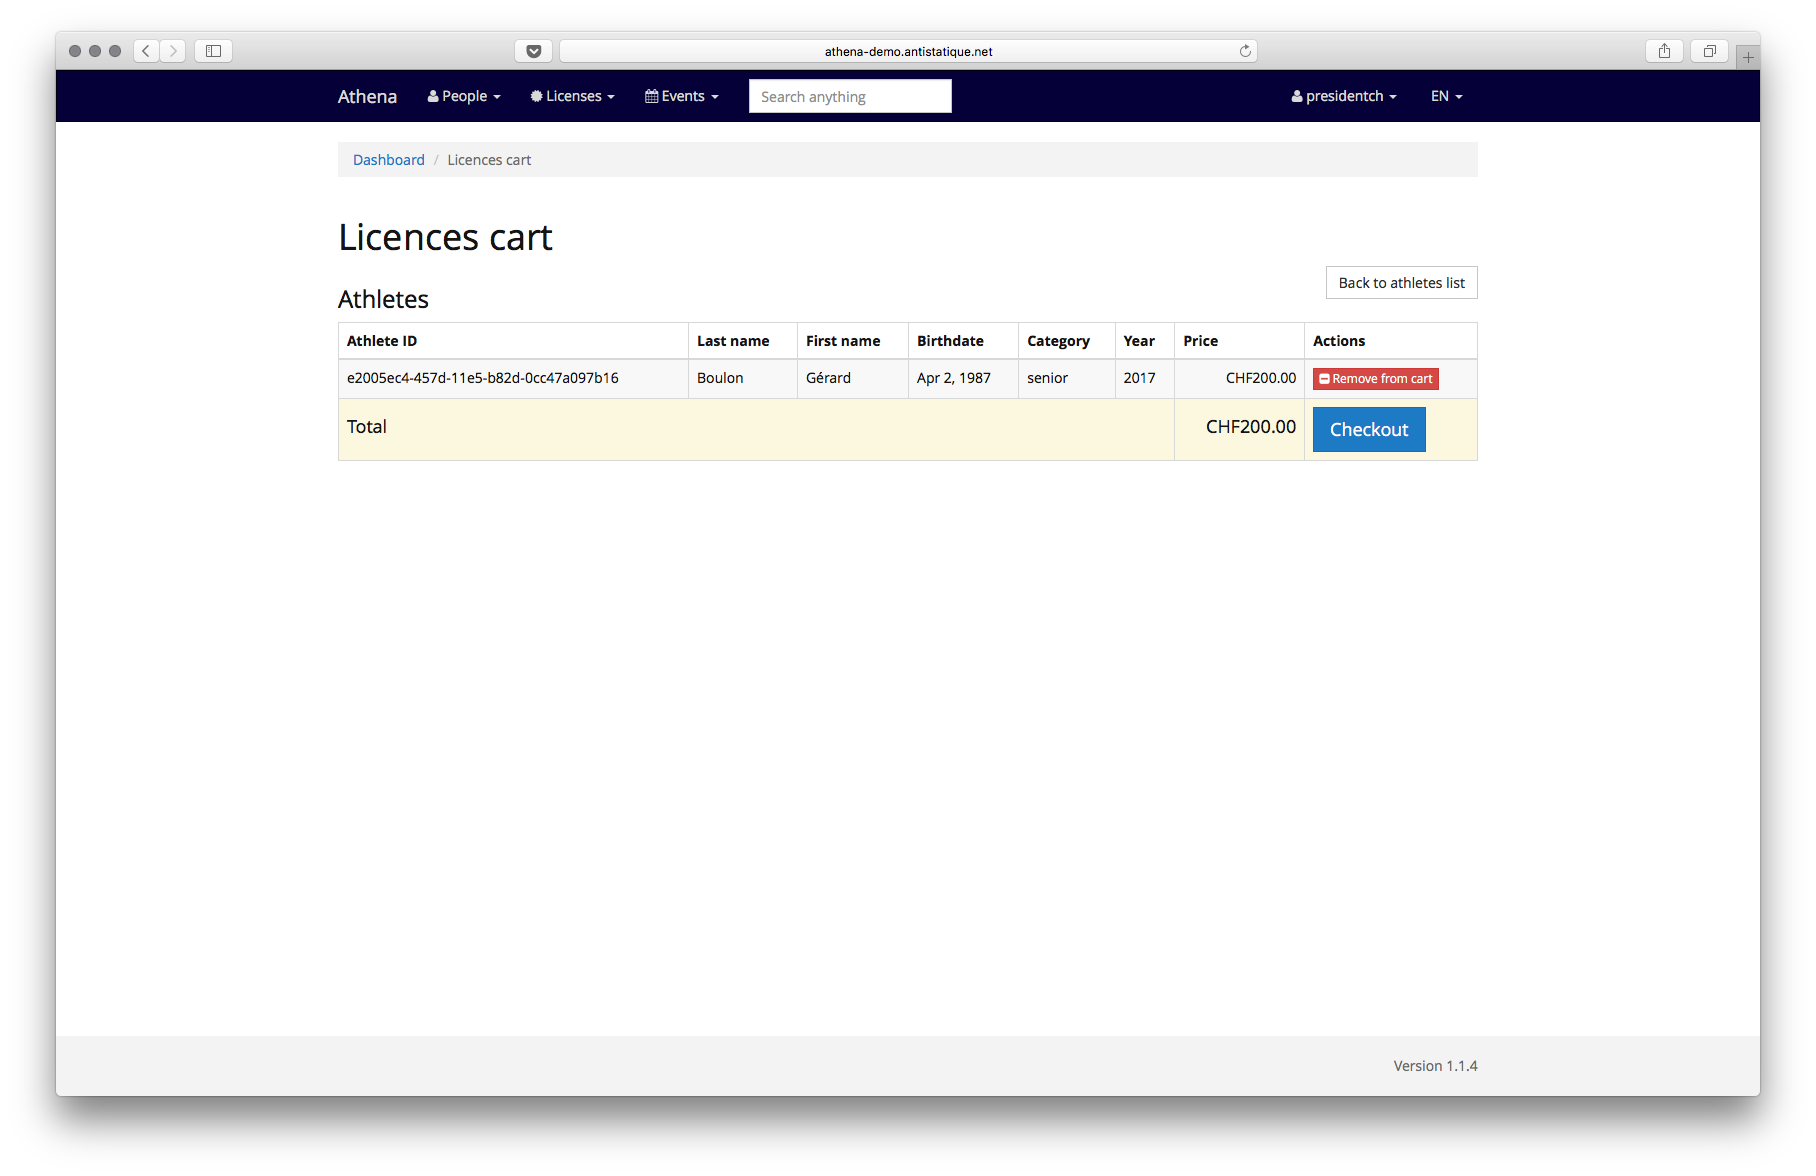 athena-demo.antistatique.net
Athena People Licenses Events Search anything presidentch EN
Dashboard / Licences cart
Licences cart
Back to athletes list
Athletes
Athlete ID Last name First name Birthdate Category Year Price Actions
e2005ec4-457d-11e5-b82d-0cc47a097b16 Boulon Gérard Apr 2, 1987 senior 2017 CHF200.00 Remove from cart
Total CHF200.00 Checkout
Version 1.1.4